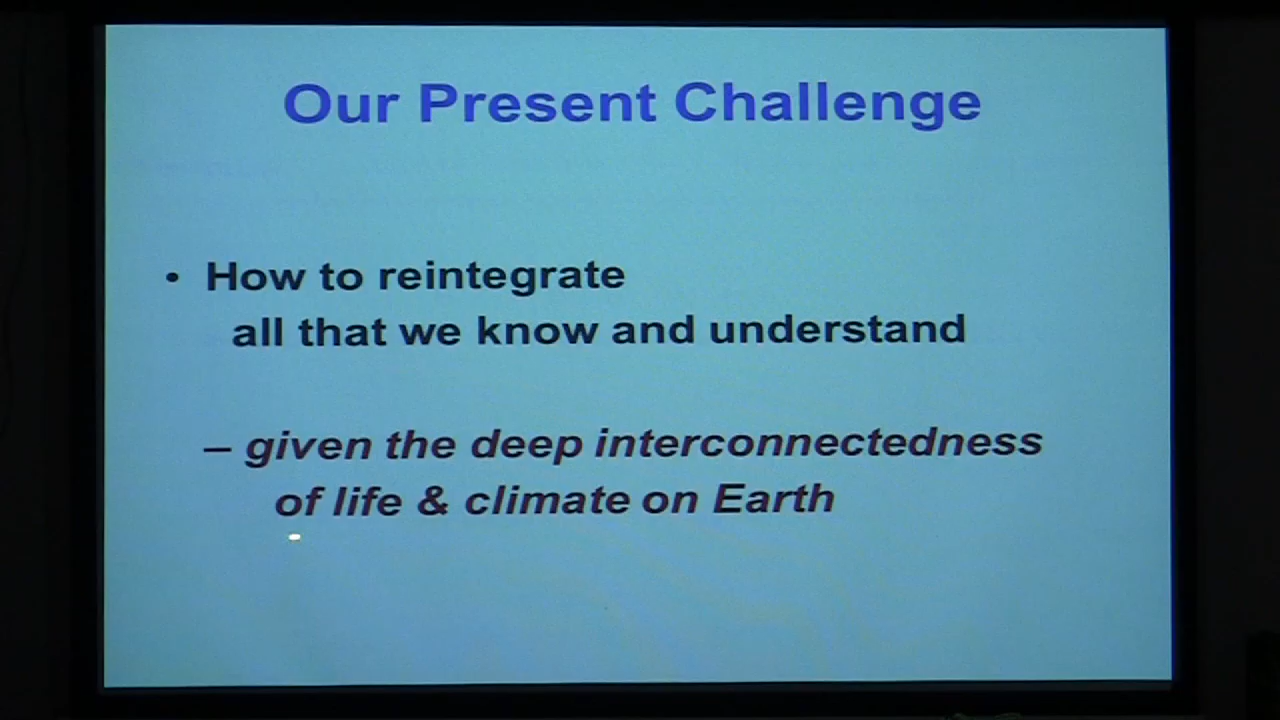 Our Present Challenge
• How to reintegrate
all that we know and understand
– given the deep interconnectedness
of life & climate on Earth